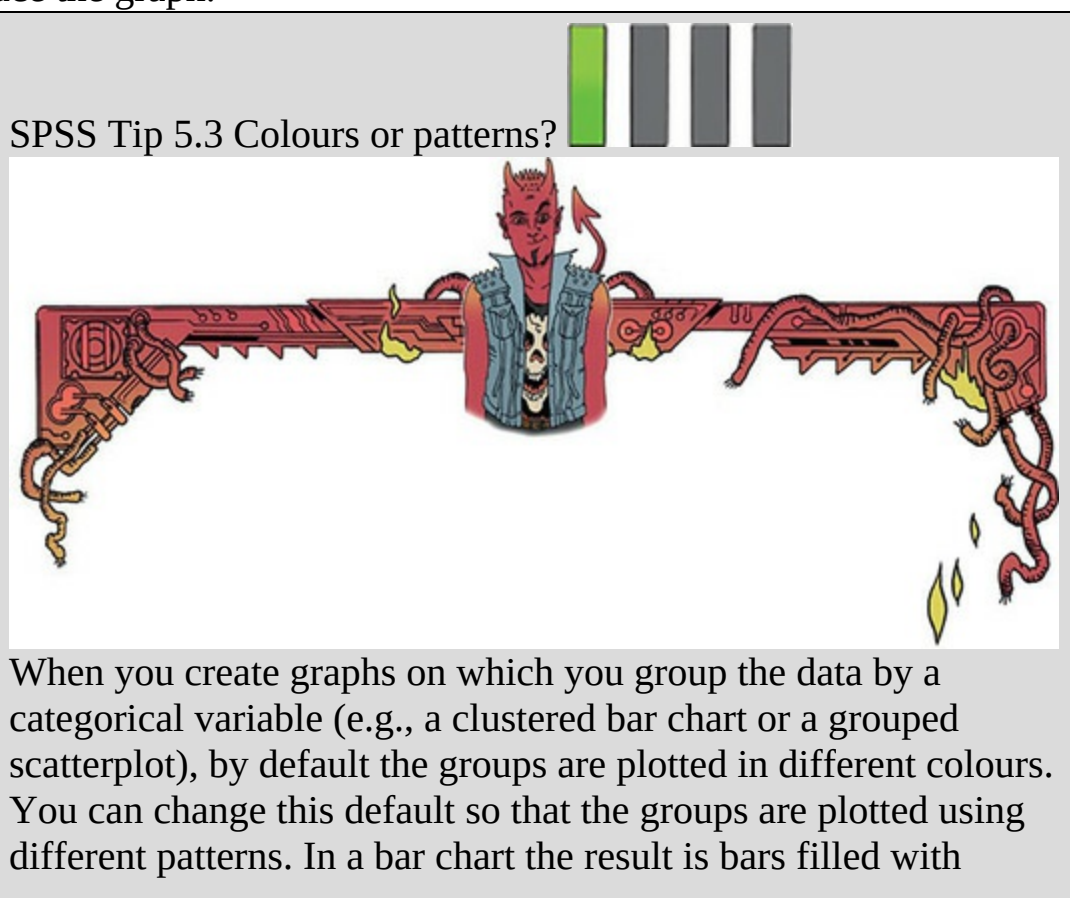 SPSS Tip 5.3 Colours or patterns?
When you create graphs on which you group the data by a
categorical variable (e.g., a clustered bar chart or a grouped
scatterplot), by default the groups are plotted in different colours.
You can change this default so that the groups are plotted using
different patterns. In a bar chart the result is bars filled with